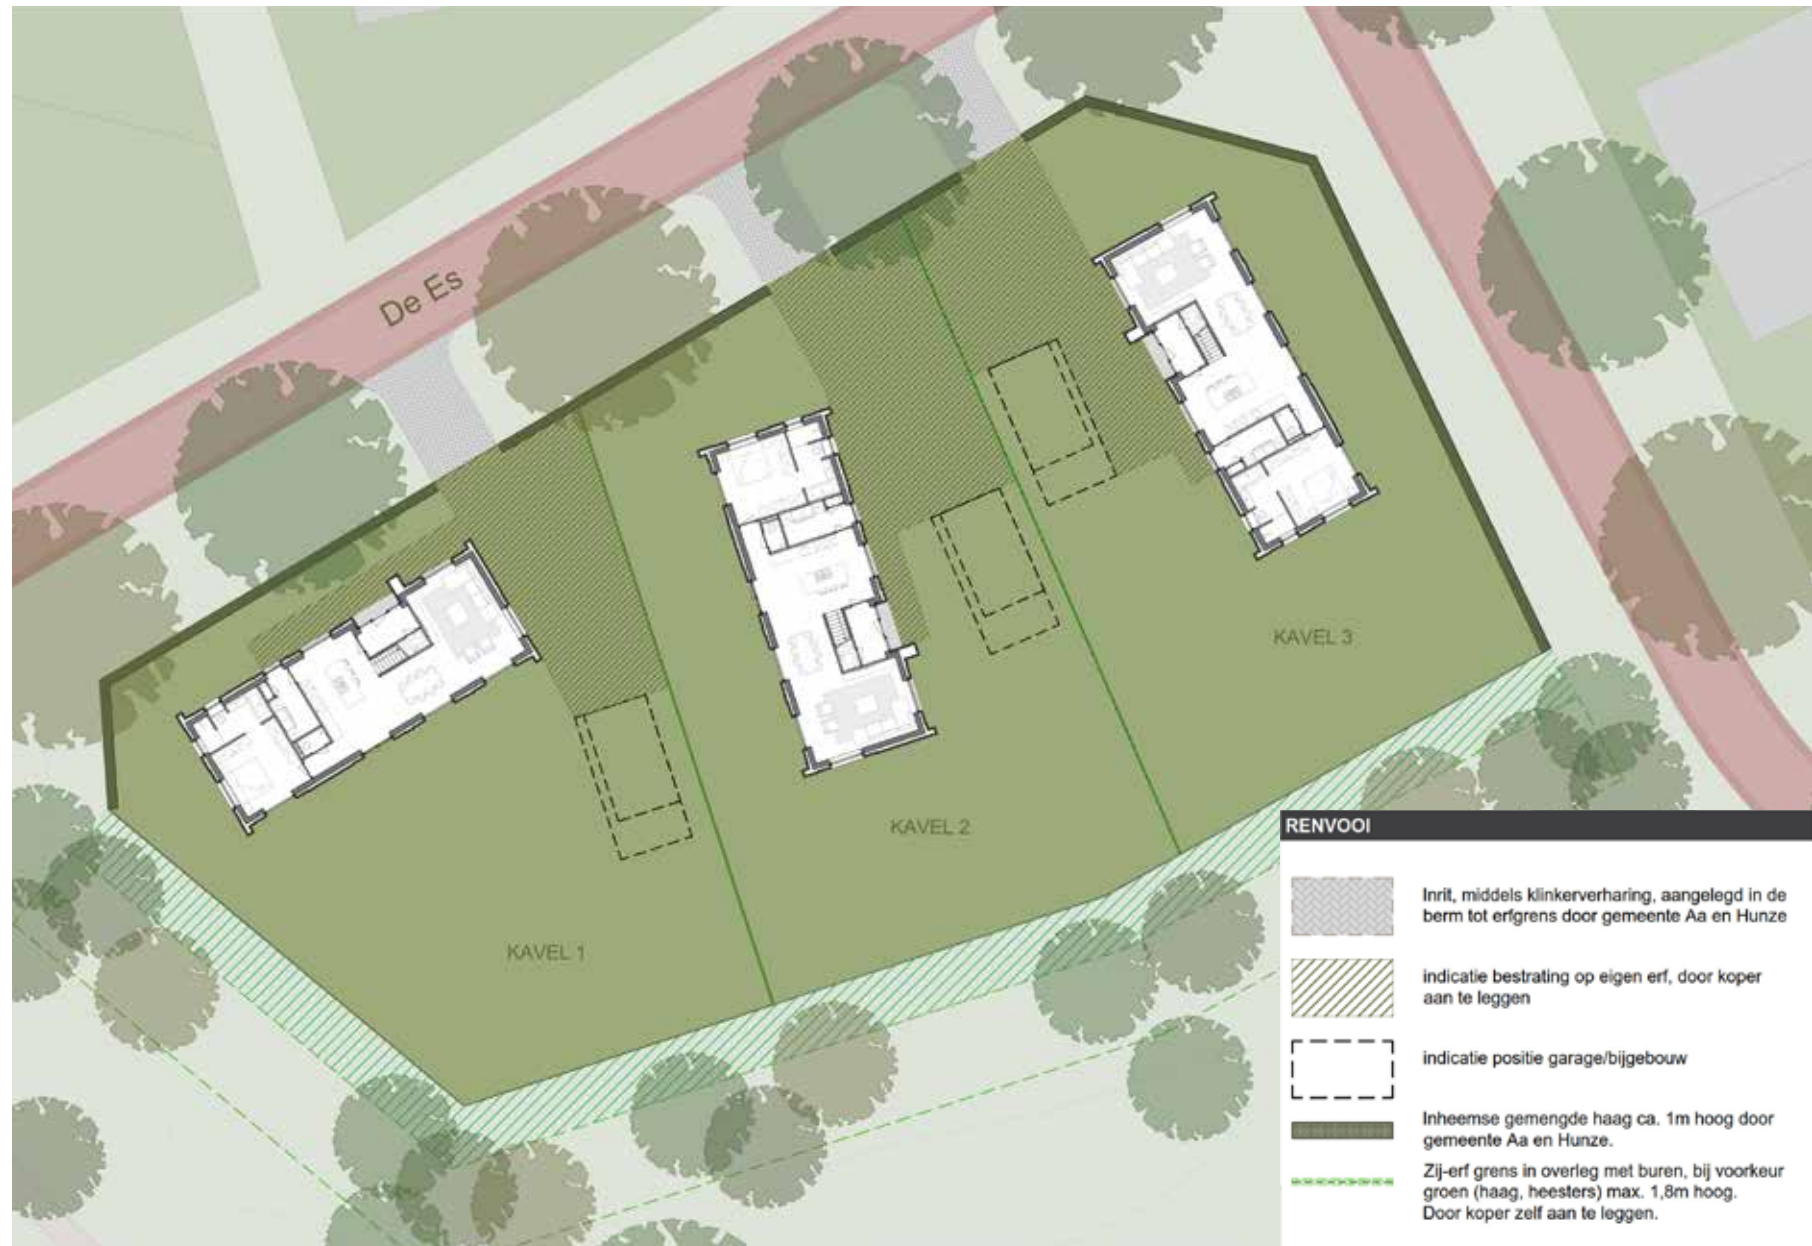 De Es
KAVEL 3
KAVEL 2
KAVEL 1
RENVOOI
Inrit, middels klinkerverharing, aangelegd in de
berm tot erfgrens door gemeente Aa en Hunze
indicatie bestrating op eigen erf, door koper
aan te leggen
indicatie positie garage/bijgebouw
Inheemse gemengde haag ca. 1m hoog door
gemeente Aa en Hunze.
Zij-erf grens in overleg met buren, bij voorkeur
groen (haag, heesters) max. 1,8m hoog.
Door koper zelf aan te leggen.